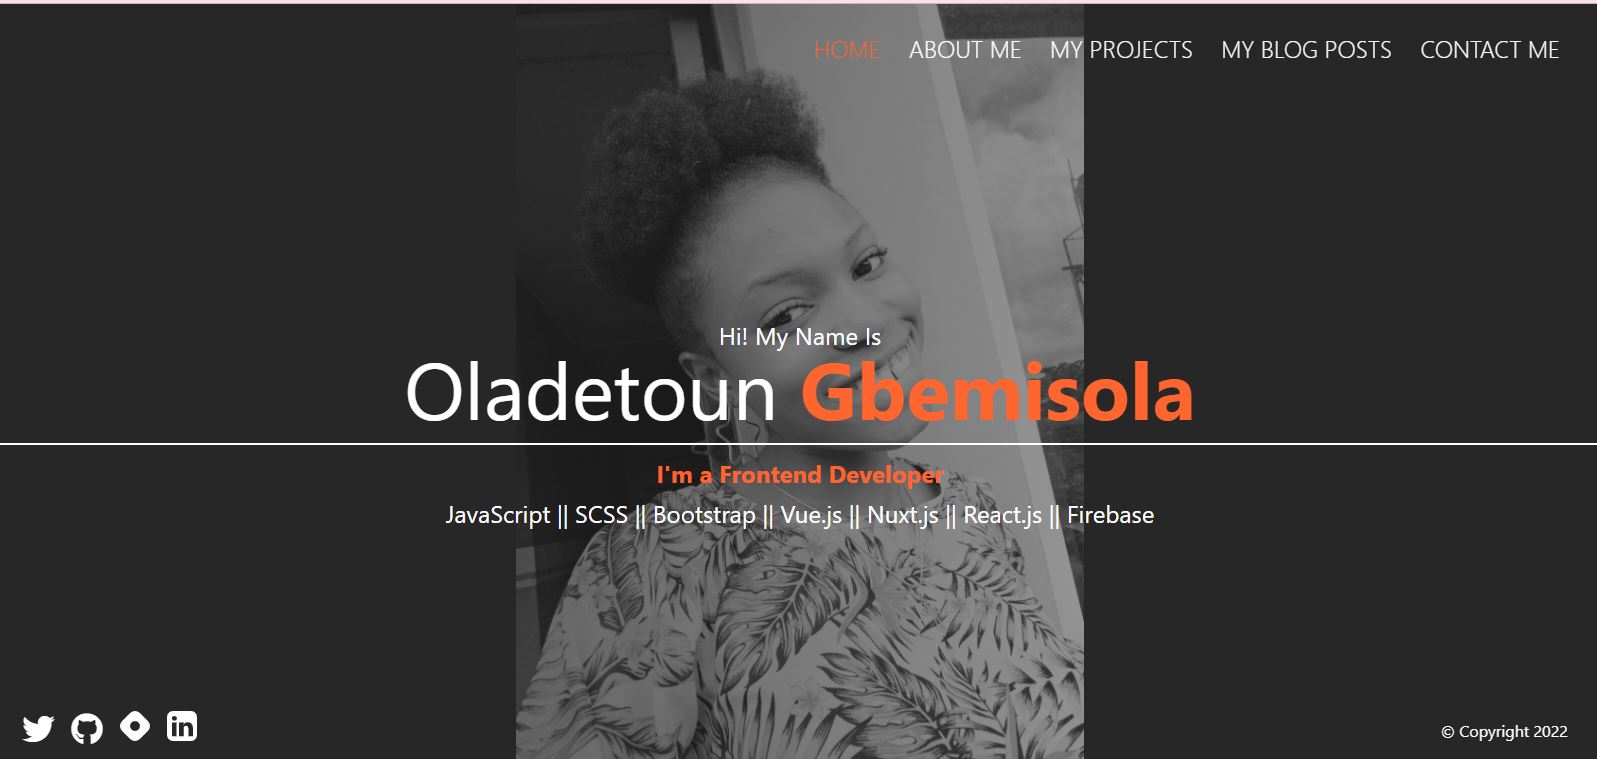 HOME ABOUT ME MY PROJECTS MY BLOG POSTS CONTACT ME
Hi! My Name Is
Oladetoun Gbemisola
I'm a Frontend Developer
JavaScript || SCSS || Bootstrap || Vue.js || Nuxt.js || React.js || Firebase
in
© Copyright 2022